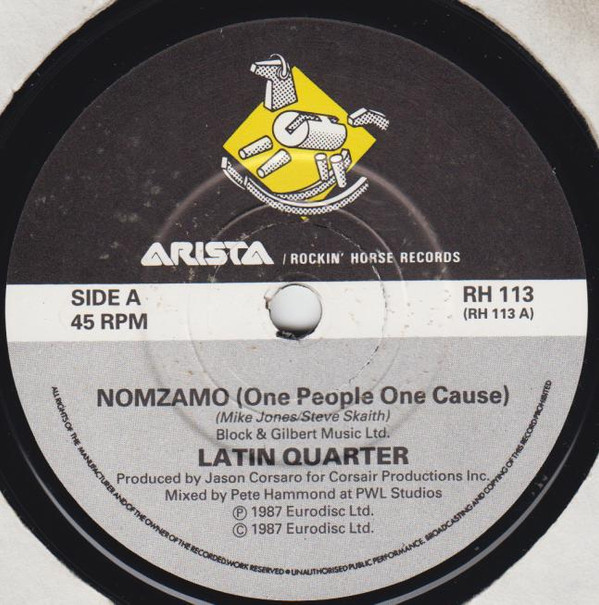 ARISTA / ROCKIN' HORSE RECORDS
SIDE A
45 RPM
RH 113
(RH 113 A)
NOMZAMO (One People One Cause)
(Mike Jones/Steve Skaith)
Block & Gilbert Music Ltd.
LATIN QUARTER
Produced by Jason Corsaro for Corsair Productions Inc.
Mixed by Pete Hammond at PWL Studios
Ⓟ 1987 Eurodisc Ltd.
© 1987 Eurodisc Ltd.
ALL RIGHTS OF THE MANUFACTURER AND OF THE OWNER OF THE RECORDED WORK RESERVED • UNAUTHORISED PUBLIC PERFORMANCE, BROADCASTING AND COPYING OF THIS RECORD PROHIBITED